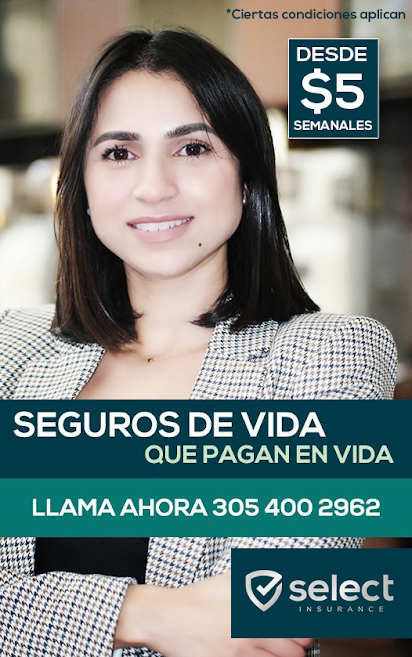 *Ciertas condiciones aplican
DESDE
$5
SEMANALES
SEGUROS DE VIDA
QUE PAGAN EN VIDA
LLAMA AHORA 305 400 2962
select
INSURANCE